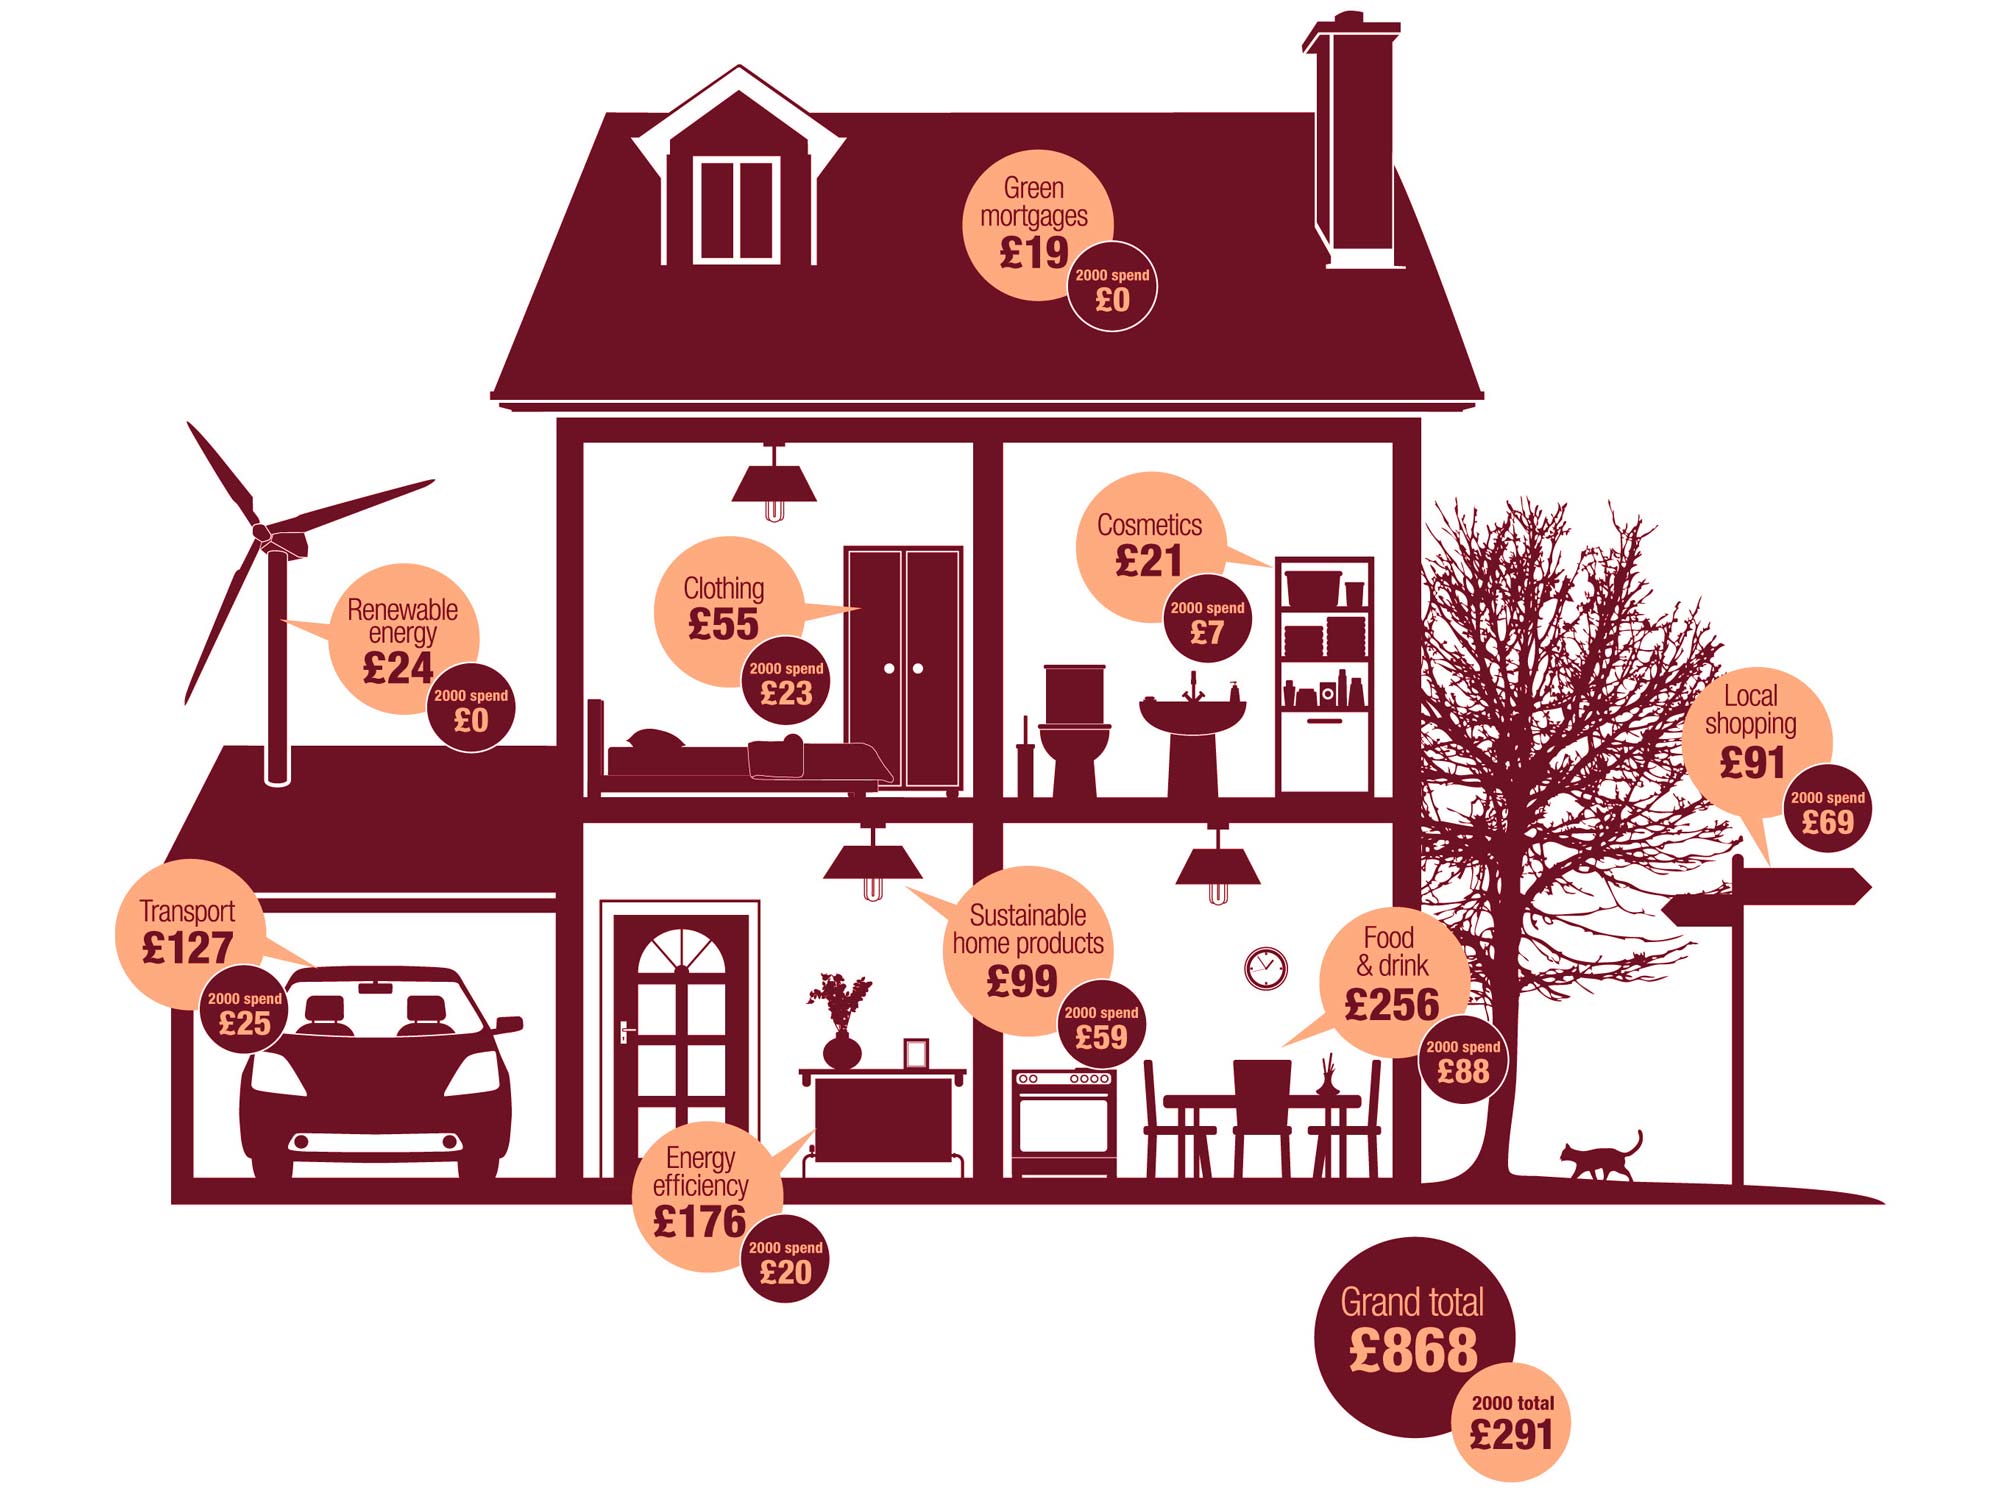 Green
mortgages
£19
2000 spend
£0
Renewable
energy
£24
2000 spend
£0
Clothing
£55
2000 spend
£23
Cosmetics
£21
2000 spend
£7
Local
shopping
£91
2000 spend
£69
Transport
£127
2000 spend
£25
Sustainable
home products
£99
2000 spend
£59
Food
& drink
£256
2000 spend
£88
Energy
efficiency
£176
2000 spend
£20
Grand total
£868
2000 total
£291